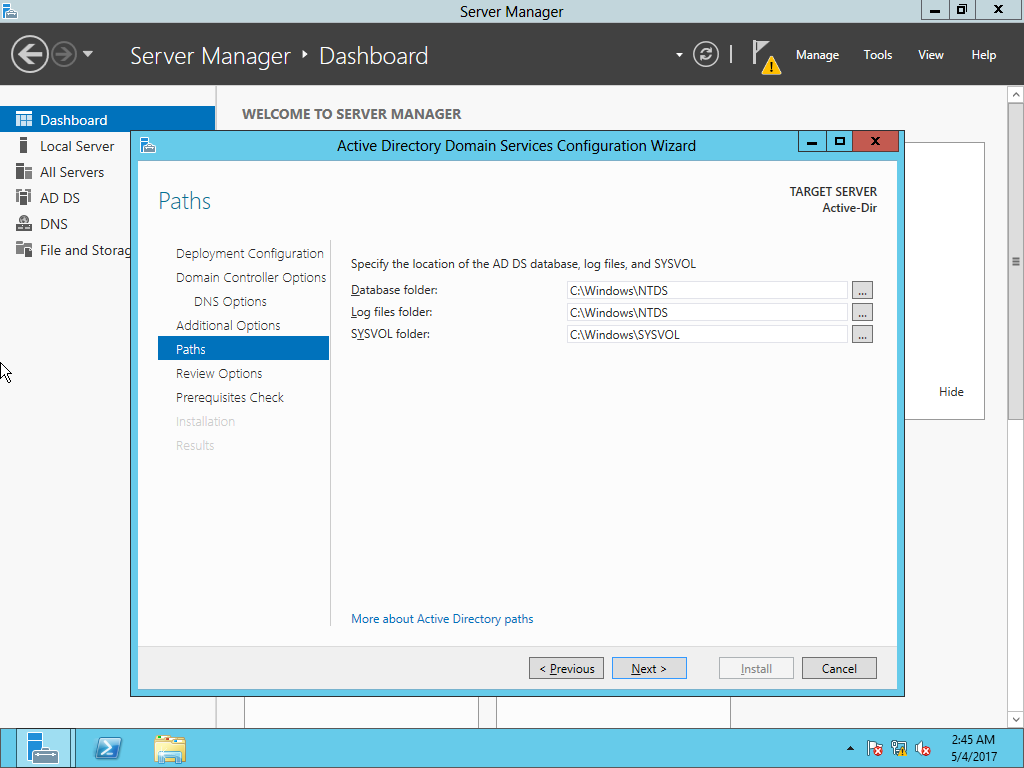 Server Manager
Server Manager ‣ Dashboard
Manage Tools View Help
Dashboard
Local Server
All Servers
AD DS
DNS
File and Storag
WELCOME TO SERVER MANAGER
Hide
Active Directory Domain Services Configuration Wizard
Paths
TARGET SERVER
Active-Dir
Deployment Configuration
Domain Controller Options
DNS Options
Additional Options
Paths
Review Options
Prerequisites Check
Installation
Results
Specify the location of the AD DS database, log files, and SYSVOL
Database folder: C:\Windows\NTDS ...
Log files folder: C:\Windows\NTDS ...
SYSVOL folder: C:\Windows\SYSVOL ...
More about Active Directory paths
< Previous Next > Install Cancel
2:45 AM
5/4/2017